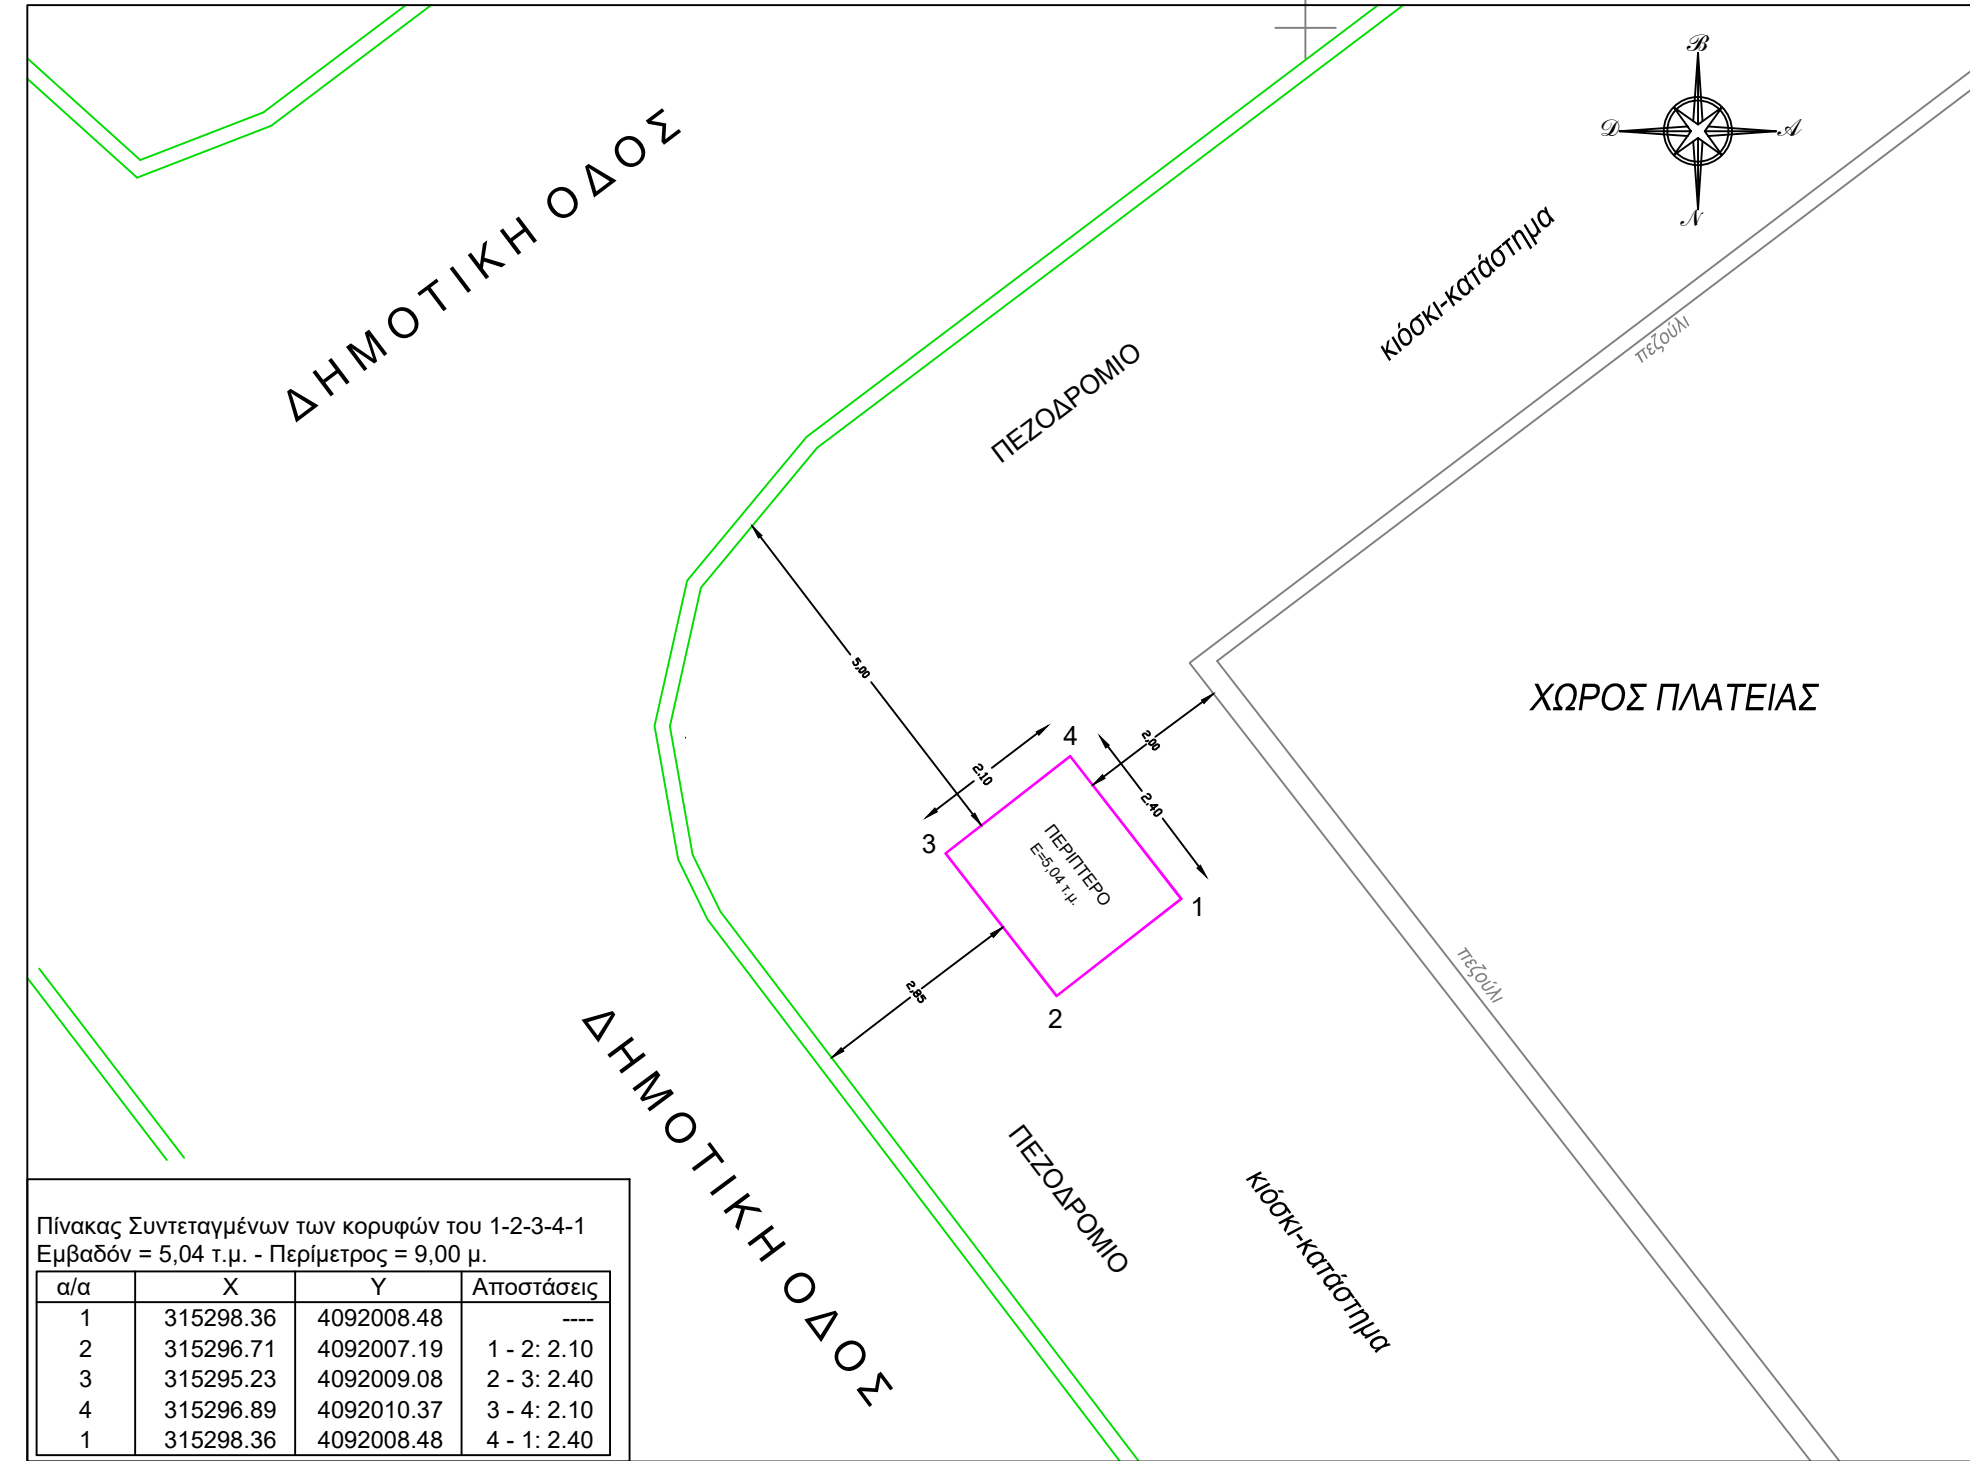 Β
D
A
N
ΔΗΜΟΤΙΚΗ ΟΔΟΣ
ΠΕΖΟΔΡΟΜΙΟ
κιόσκι-κατάστημα
πεζούλι
ΧΩΡΟΣ ΠΛΑΤΕΙΑΣ
5,00
2,00
2,10
2,40
4
3
1
2
ΠΕΡΙΠΤΕΡΟ
Ε=5,04 τ.μ.
2,85
πεζούλι
ΔΗΜΟΤΙΚΗ ΟΔΟΣ
ΠΕΖΟΔΡΟΜΙΟ
κιόσκι-κατάστημα
Πίνακας Συντεταγμένων των κορυφών του 1-2-3-4-1
Εμβαδόν = 5,04 τ.μ. - Περίμετρος = 9,00 μ.
α/α Χ Υ Αποστάσεις
1 315298.36 4092008.48 ----
2 315296.71 4092007.19 1 - 2: 2.10
3 315295.23 4092009.08 2 - 3: 2.40
4 315296.89 4092010.37 3 - 4: 2.10
1 315298.36 4092008.48 4 - 1: 2.40